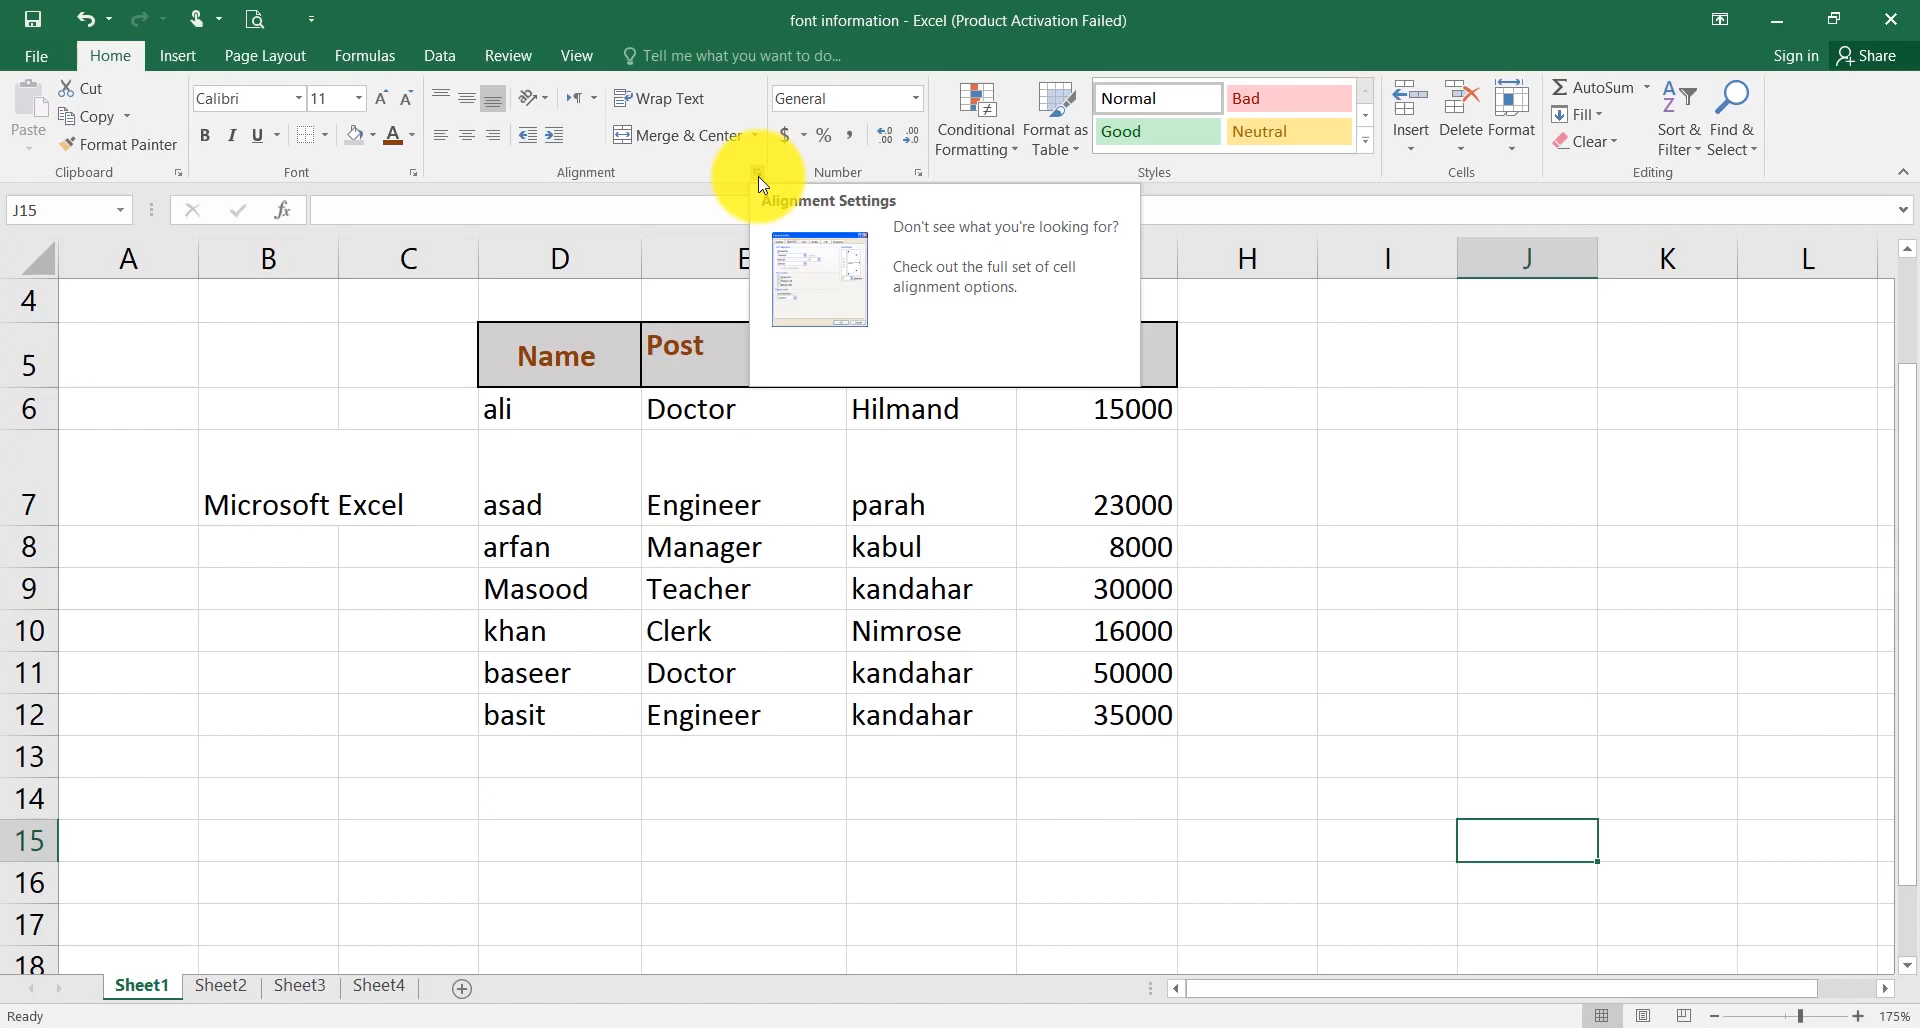 font information - Excel (Product Activation Failed)
File Home Insert Page Layout Formulas Data Review View Tell me what you want to do... Sign in Share
Paste Cut
Copy
Format Painter
Clipboard
Calibri 11
B I U A
Font
Wrap Text
Merge & Center
Alignment
General
$ % ,
Number
Conditional Formatting
Format as Table
Normal Bad
Good Neutral
Styles
Insert Delete Format
Cells
AutoSum
Fill
Clear
Sort & Filter
Find & Select
Editing
J15 fx
Alignment Settings
Don't see what you're looking for?
Check out the full set of cell
alignment options.
A B C D E H I J K L
4
5 Name Post
6 ali Doctor Hilmand 15000
7 Microsoft Excel asad Engineer parah 23000
8 arfan Manager kabul 8000
9 Masood Teacher kandahar 30000
10 khan Clerk Nimrose 16000
11 baseer Doctor kandahar 50000
12 basit Engineer kandahar 35000
13
14
15
16
17
18
Sheet1 Sheet2 Sheet3 Sheet4
Ready 175%